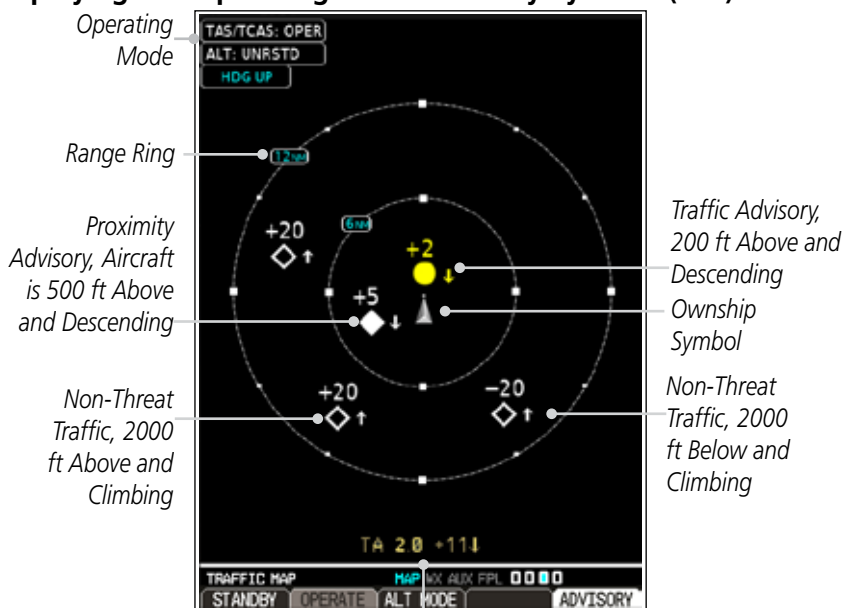 Operating
Mode
TAS/TCAS: OPER
ALT: UNRSTD
HDG UP
Range Ring
12NM
6NM
Proximity
Advisory, Aircraft
is 500 ft Above
and Descending
+20
↑
+2
↓
+5
↓
Traffic Advisory,
200 ft Above and
Descending
Ownship
Symbol
Non-Threat
Traffic, 2000
ft Above and
Climbing
+20
↑
-20
↑
Non-Threat
Traffic, 2000
ft Below and
Climbing
TA 2.0 +11↓
TRAFFIC MAP
MAP WX AUX FPL
STANDBY
OPERATE
ALT MODE
ADVISORY